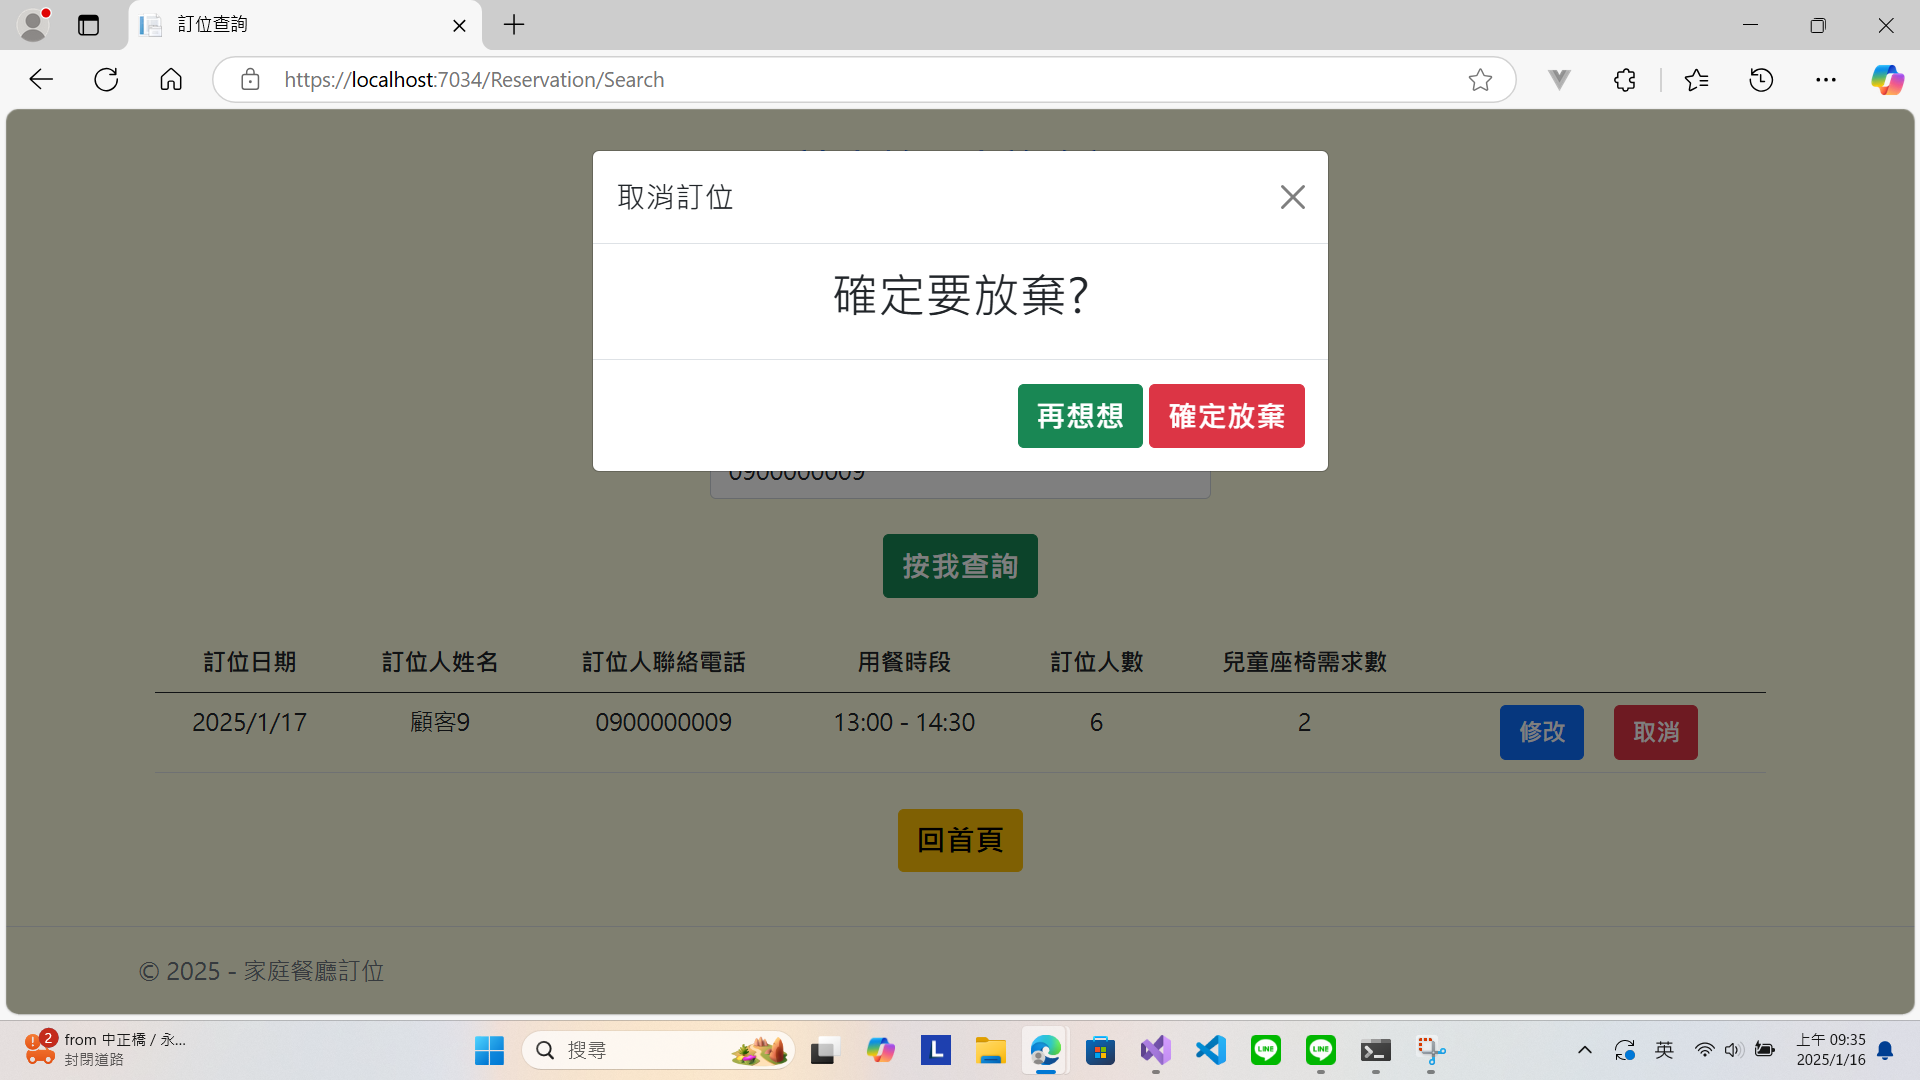 訂位查詢
https://localhost:7034/Reservation/Search
取消訂位
確定要放棄?
再想想 確定放棄
0900000009
按我查詢
訂位日期 訂位人姓名 訂位人聯絡電話 用餐時段 訂位人數 兒童座椅需求數
2025/1/17 顧客9 0900000009 13:00 - 14:30 6 2 修改 取消
回首頁
© 2025 - 家庭餐廳訂位
2 from 中正橋 / 永...
封閉道路
搜尋
L
LINE
LINE
英
上午 09:35
2025/1/16